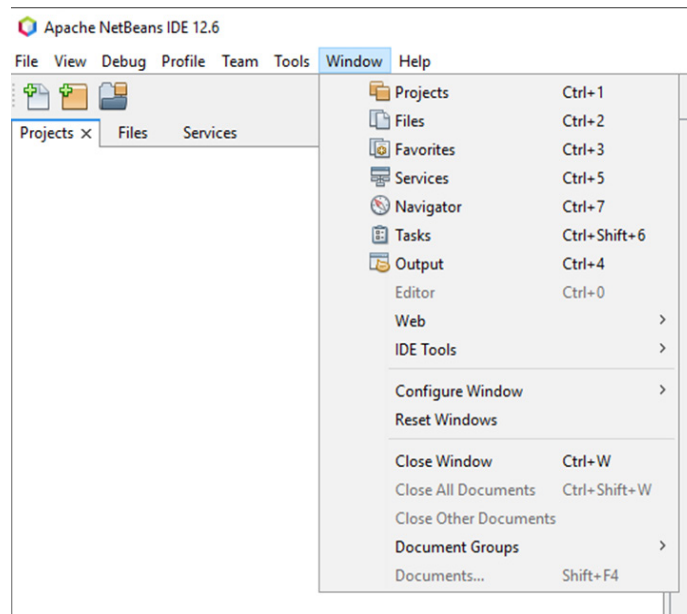 Apache NetBeans IDE 12.6
File View Debug Profile Team Tools Window Help
Projects Files Services
Projects Ctrl+1
Files Ctrl+2
Favorites Ctrl+3
Services Ctrl+5
Navigator Ctrl+7
Tasks Ctrl+Shift+6
Output Ctrl+4
Editor Ctrl+0
Web
IDE Tools
Configure Window
Reset Windows
Close Window Ctrl+W
Close All Documents Ctrl+Shift+W
Close Other Documents
Document Groups
Documents... Shift+F4